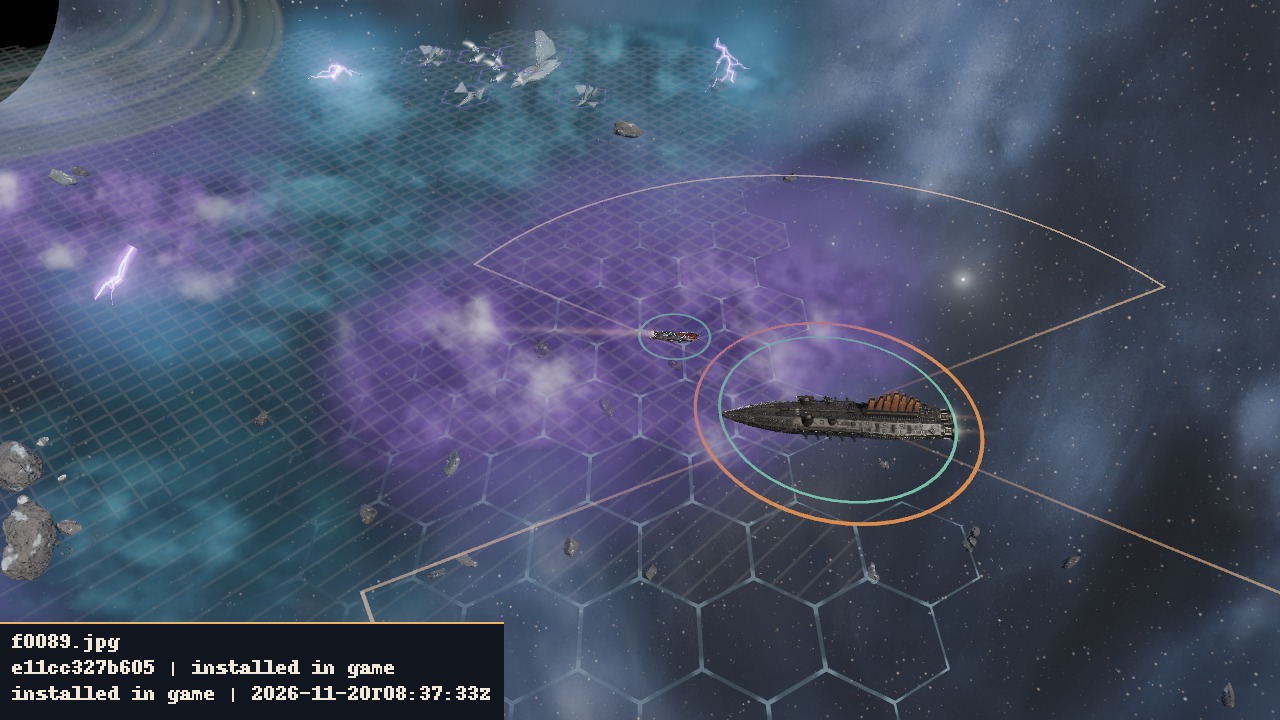 f0089.jpg
e11cc327b605 | installed in game
installed in game | 2026-11-20T08:37:33Z